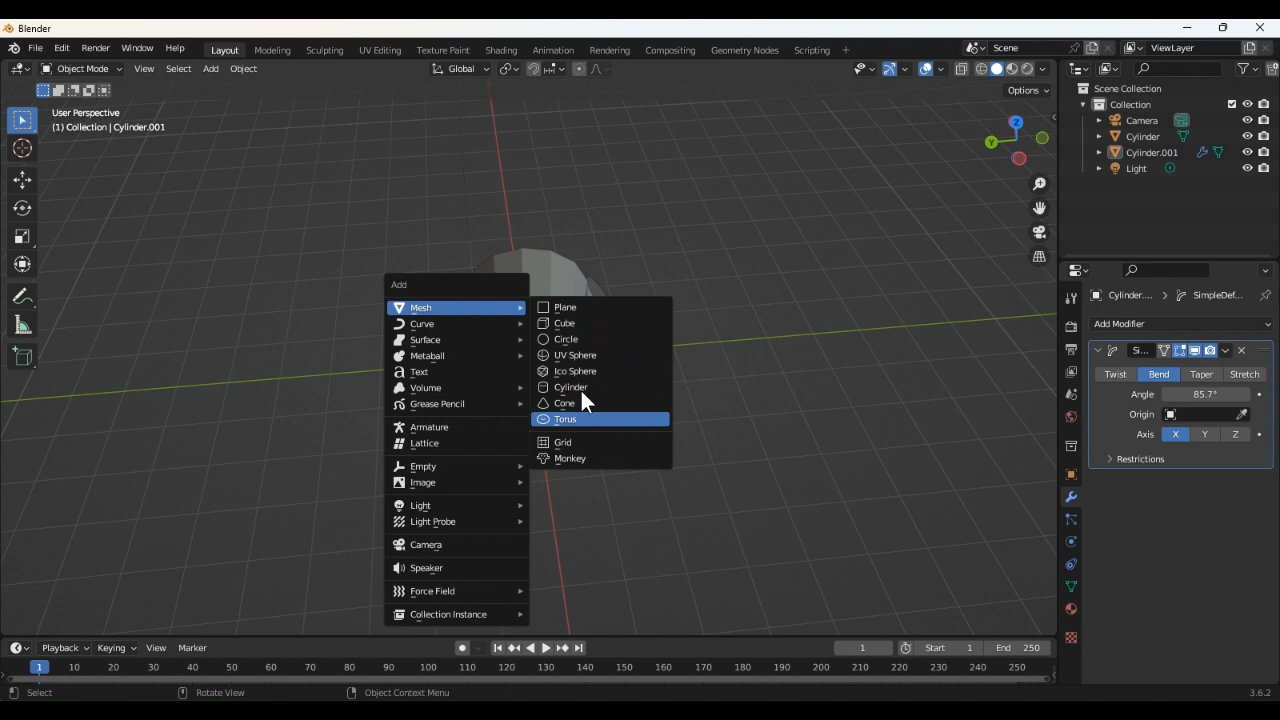 Blender
File Edit Render Window Help Layout Modeling Sculpting UV Editing Texture Paint Shading Animation Rendering Compositing Geometry Nodes Scripting + Scene ViewLayer
Object Mode View Select Add Object Global
Options
User Perspective
(1) Collection | Cylinder.001
Z
Y
Scene Collection
Collection
Camera
Cylinder
Cylinder.001
Light
Cylinder.... > SimpleDef...
Add Modifier
Si...
Twist Bend Taper Stretch
Angle 85.7°
Origin
Axis X Y Z
Restrictions
Add
Mesh
Curve
Surface
Metaball
Text
Volume
Grease Pencil
Armature
Lattice
Empty
Image
Light
Light Probe
Camera
Speaker
Force Field
Collection Instance
Plane
Cube
Circle
UV Sphere
Ico Sphere
Cylinder
Cone
Torus
Grid
Monkey
Playback Keying View Marker 1 Start 1 End 250
1 10 20 30 40 50 60 70 80 90 100 110 120 130 140 150 160 170 180 190 200 210 220 230 240 250
Select Rotate View Object Context Menu 3.6.2